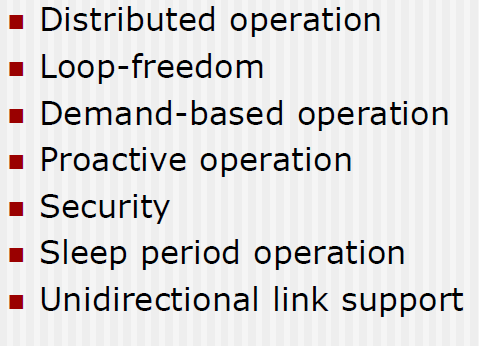 Distributed operation
Loop-freedom
Demand-based operation
Proactive operation
Security
Sleep period operation
Unidirectional link support